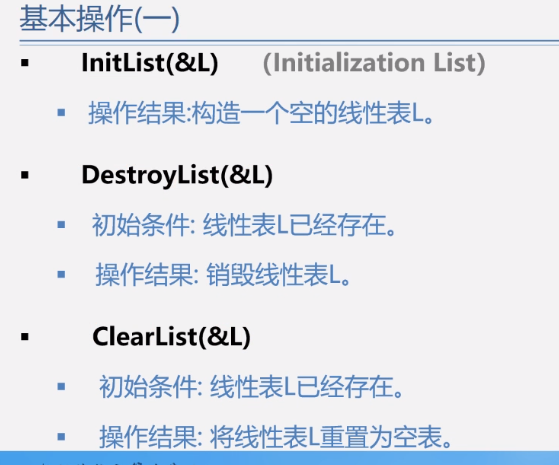 基本操作(一)
InitList(&L) (Initialization List)
操作结果:构造一个空的线性表L。
DestroyList(&L)
初始条件: 线性表L已经存在。
操作结果: 销毁线性表L。
ClearList(&L)
初始条件: 线性表L已经存在。
操作结果: 将线性表L重置为空表。